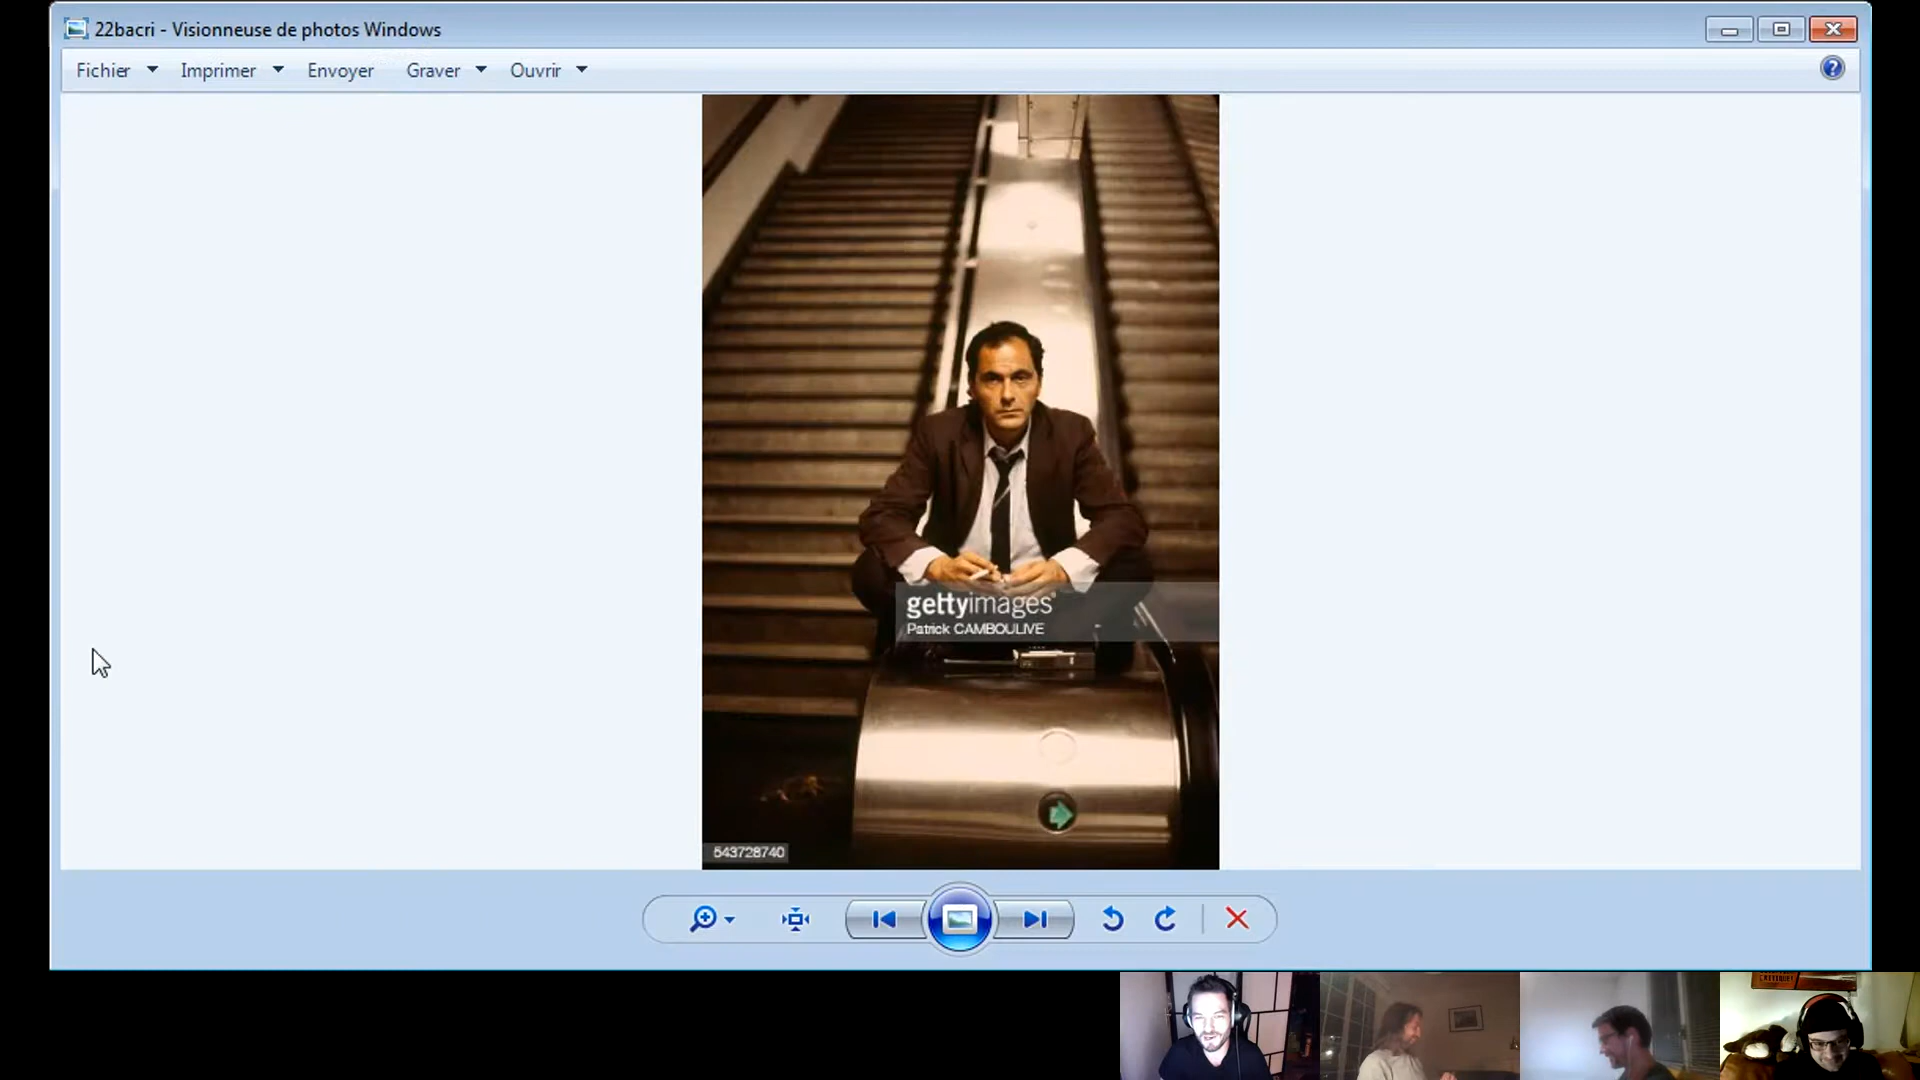 22bacri - Visionneuse de photos Windows
Fichier Imprimer Envoyer Graver Ouvrir
gettyimages
Patrick CAMBOULIVE
543728740